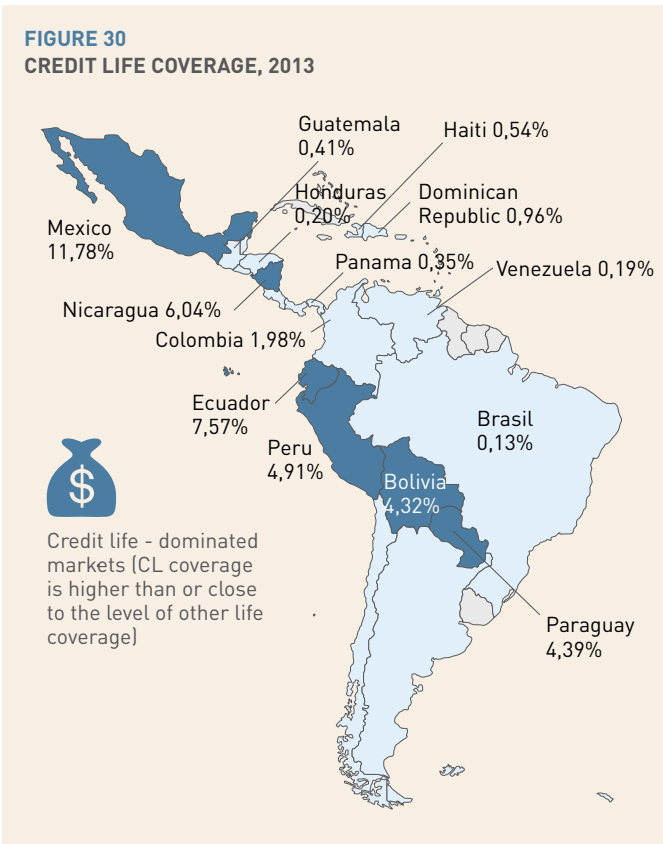 FIGURE 30
CREDIT LIFE COVERAGE, 2013
Guatemala
0,41%
Haiti 0,54%
Honduras
0,20%
Dominican
Republic 0,96%
Mexico
11,78%
Panama 0,35%
Venezuela 0,19%
Nicaragua 6,04%
Colombia 1,98%
Ecuador
7,57%
Peru
4,91%
Brasil
0,13%
Bolivia
4,32%
$
Credit life - dominated
markets (CL coverage
is higher than or close
to the level of other life
coverage)
Paraguay
4,39%